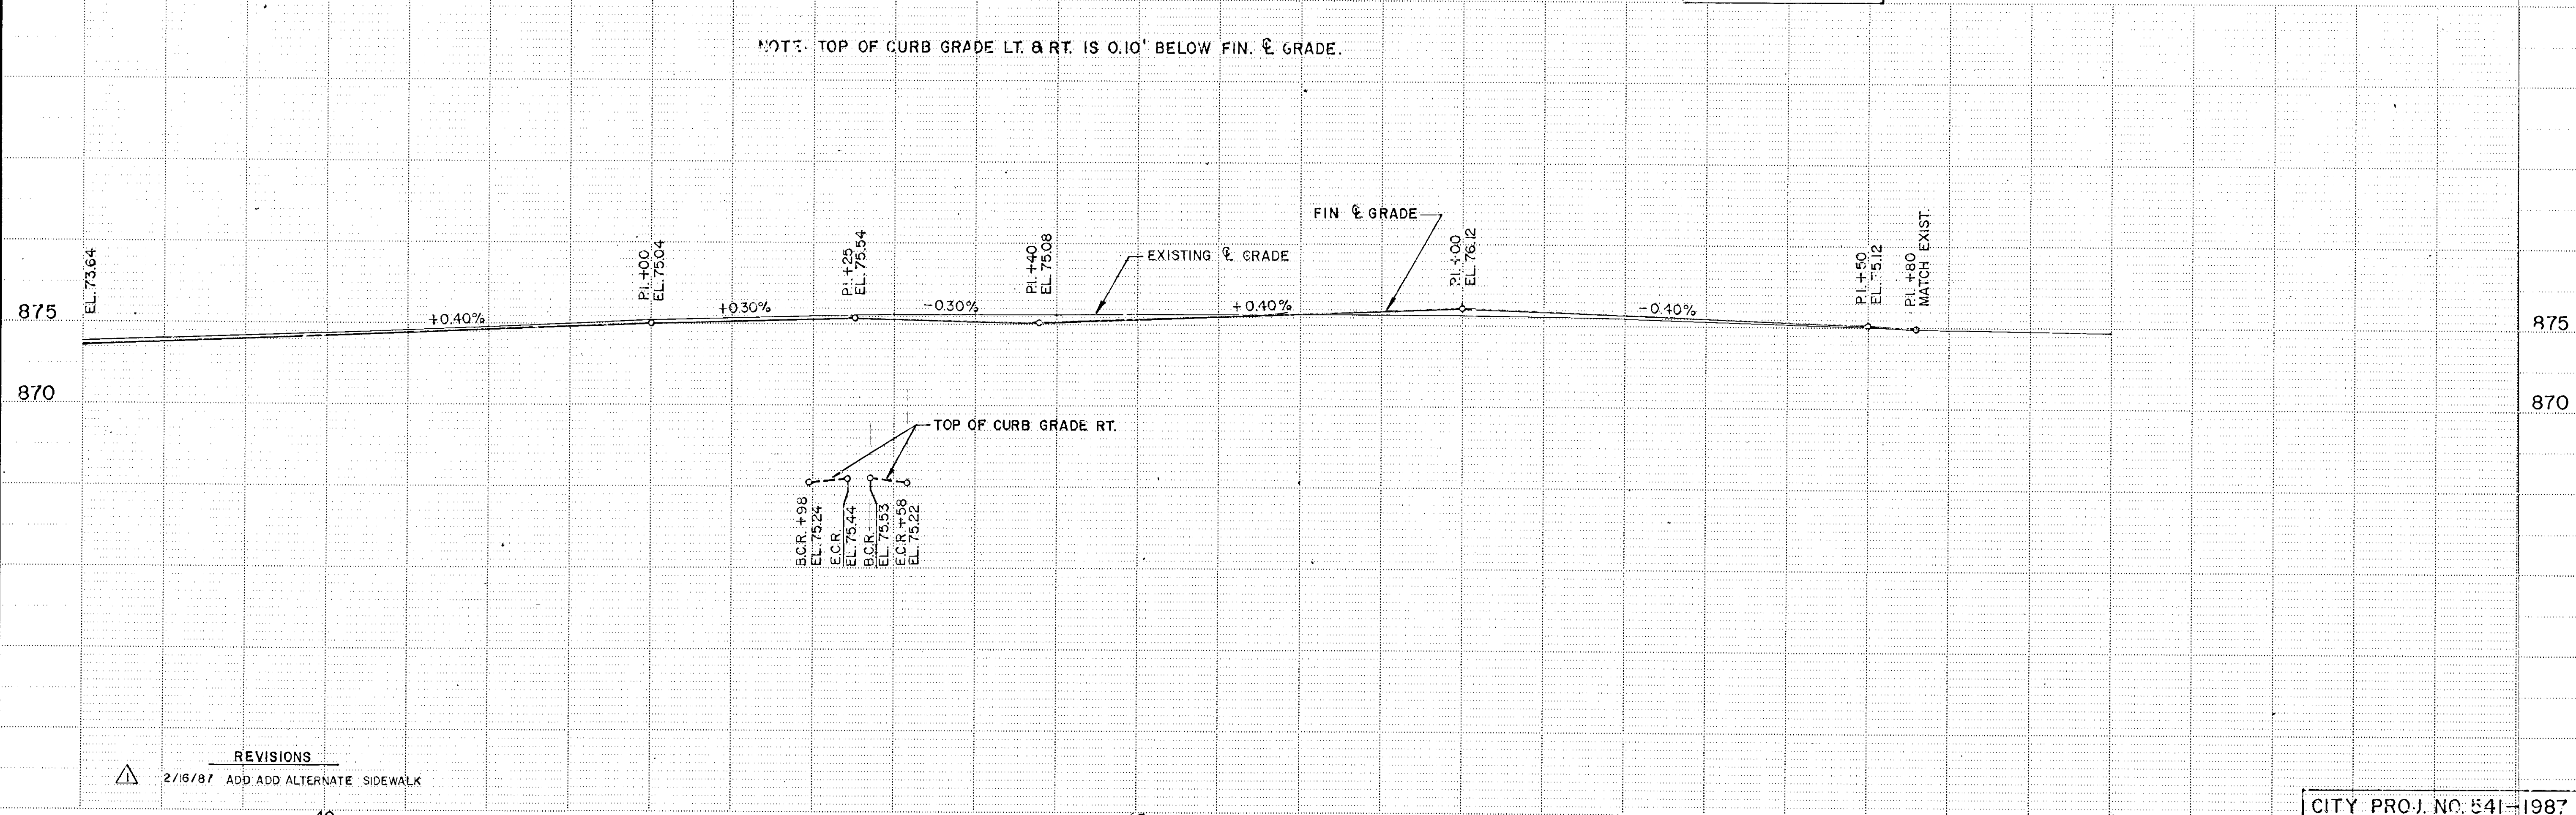 NOTE- TOP OF CURB GRADE LT. & RT. IS 0.10' BELOW FIN. ℄ GRADE.
FIN ℄ GRADE
EXISTING ℄ GRADE
EL. 73.64
P.I. +00
EL. 75.04
P.I. +25
EL. 75.54
P.I. +40
EL. 75.08
P.I. +00
EL. 76.12
P.I. +50
EL. 75.12
P.I. +80
MATCH EXIST.
875
+0.40%
+0.30%
-0.30%
+0.40%
-0.40%
875
870
870
TOP OF CURB GRADE RT.
B.C.R. +98
EL. 75.24
E.C.R.
EL. 75.44
B.C.R.
EL. 75.53
E.C.R. +58
EL. 75.22
REVISIONS
1 2/16/87 ADD ADD ALTERNATE SIDEWALK
CITY PROJ. NO. 541-1987